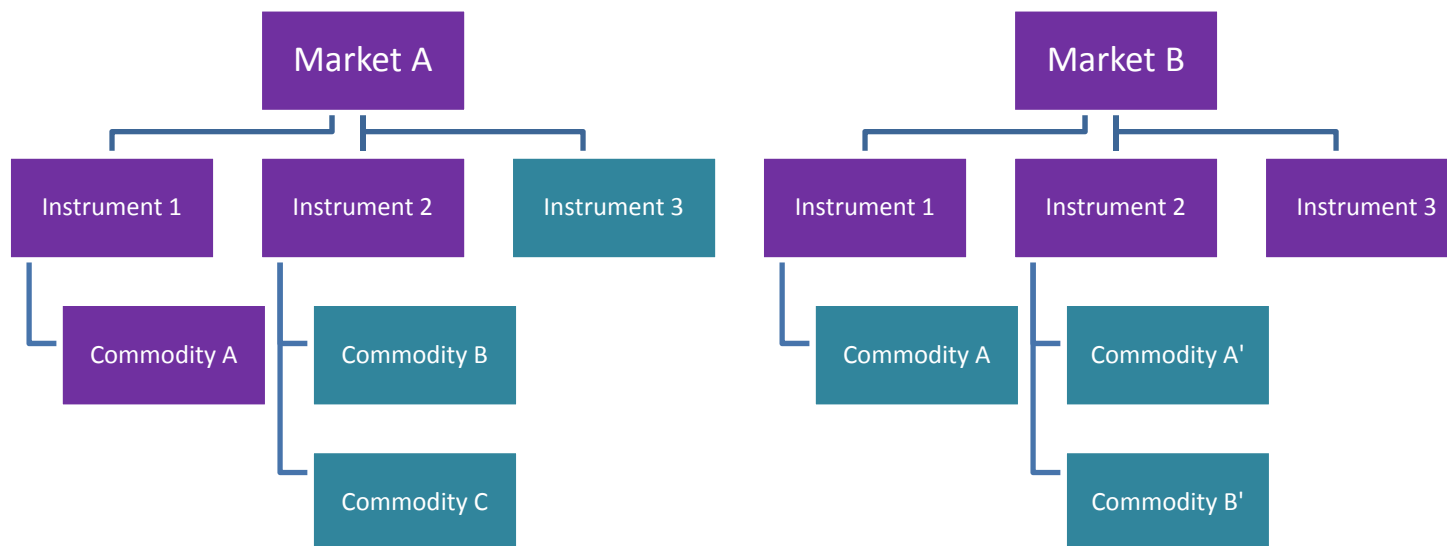 Market A
Market B
Instrument 1
Instrument 2
Instrument 3
Instrument 1
Instrument 2
Instrument 3
Commodity A
Commodity B
Commodity A
Commodity A'
Commodity C
Commodity B'